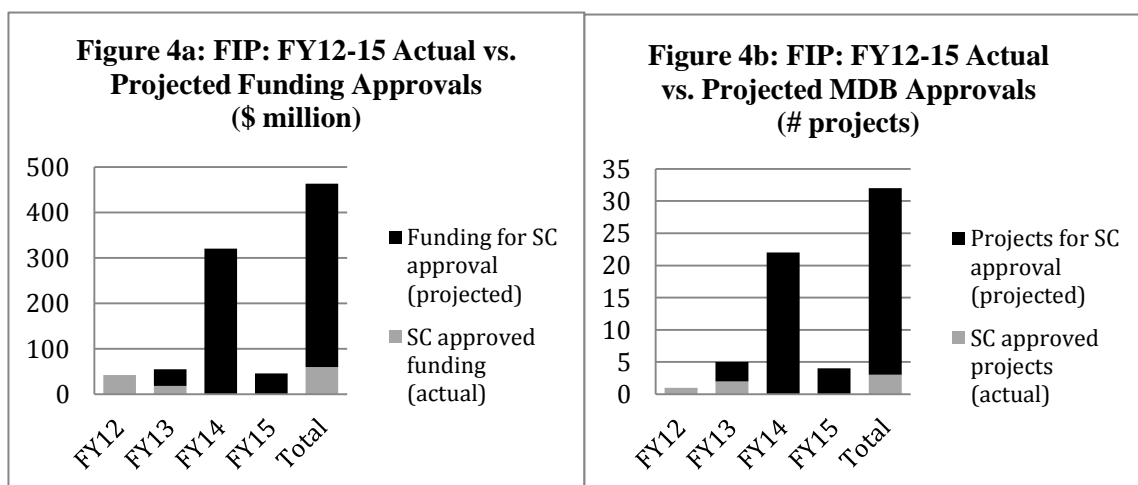 Figure 4a: FIP: FY12-15 Actual vs.
Projected Funding Approvals
($ million)
500
400
300
200
100
0
FY12
FY13
FY14
FY15
Total
Funding for SC
approval
(projected)
SC approved
funding
(actual)
Figure 4b: FIP: FY12-15 Actual
vs. Projected MDB Approvals
(# projects)
35
30
25
20
15
10
5
0
FY12
FY13
FY14
FY15
Total
Projects for SC
approval
(projected)
SC approved
projects
(actual)